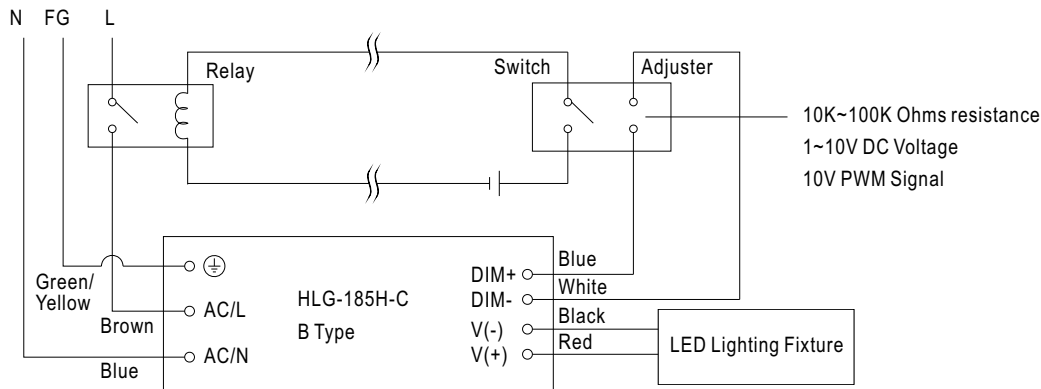 N FG L
Relay
Switch
Adjuster
10K~100K Ohms resistance
1~10V DC Voltage
10V PWM Signal
Green/
Yellow
Brown
Blue
AC/L
AC/N
HLG-185H-C
B Type
DIM+
DIM-
V(-)
V(+)
Blue
White
Black
Red
LED Lighting Fixture